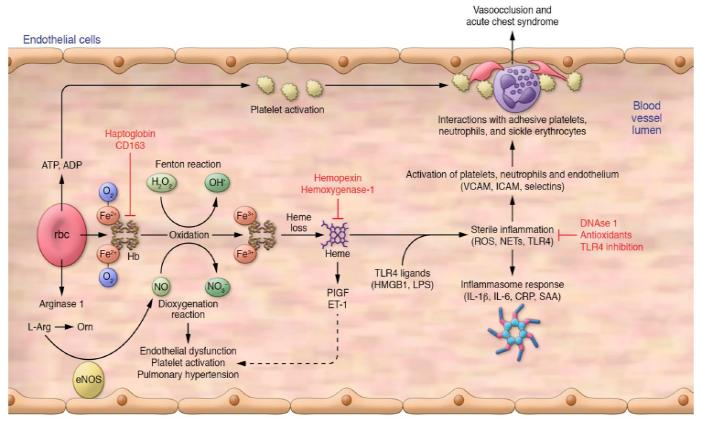 Vasoocclusion and
acute chest syndrome
Endothelial cells
Platelet activation
Blood
vessel
lumen
Interactions with adhesive platelets,
neutrophils, and sickle erythrocytes
Haptoglobin
CD163
ATP, ADP
Fenton reaction
H2O2
OH·
Hemopexin
Hemoxygenase-1
Activation of platelets, neutrophils and endothelium
(VCAM, ICAM, selectins)
O2
Fe2+
rbc
Hb
Fe2+
O2
Oxidation
Fe3+
Fe3+
Heme
loss
Heme
Sterile inflammation
(ROS, NETs, TLR4)
DNAse 1
Antioxidants
TLR4 inhibition
TLR4 ligands
(HMGB1, LPS)
NO
NO3-
Dioxygenation
reaction
PIGF
ET-1
Inflammasome response
(IL-1β, IL-6, CRP, SAA)
Arginase 1
L-Arg
Orn
eNOS
Endothelial dysfunction
Platelet activation
Pulmonary hypertension